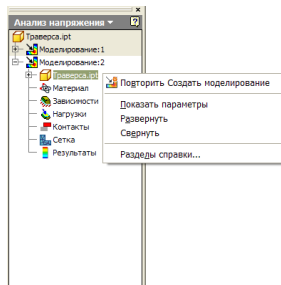 Анализ напряжения
Траверса.ipt
Моделирование:1
Моделирование:2
Траверса.ipt
Материал
Зависимости
Нагрузки
Контакты
Сетка
Результаты
Повторить Создать моделирование
Показать параметры
Развернуть
Свернуть
Разделы справки...